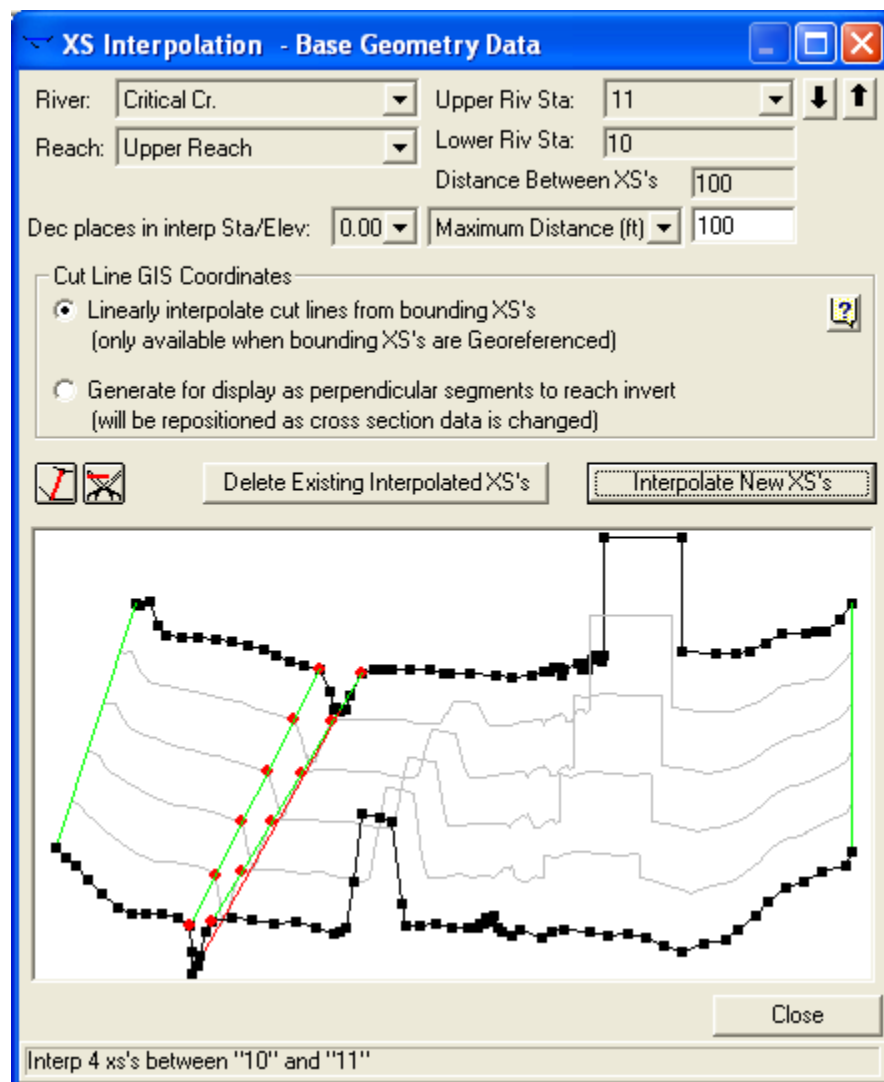 XS Interpolation - Base Geometry Data
River: Critical Cr. Upper Riv Sta: 11
Reach: Upper Reach Lower Riv Sta: 10
Distance Between XS's 100
Dec places in interp Sta/Elev: 0.00 Maximum Distance (ft) 100
Cut Line GIS Coordinates
Linearly interpolate cut lines from bounding XS's
(only available when bounding XS's are Georeferenced)
?
Generate for display as perpendicular segments to reach invert
(will be repositioned as cross section data is changed)
Delete Existing Interpolated XS's Interpolate New XS's
Close
Interp 4 xs's between "10" and "11"